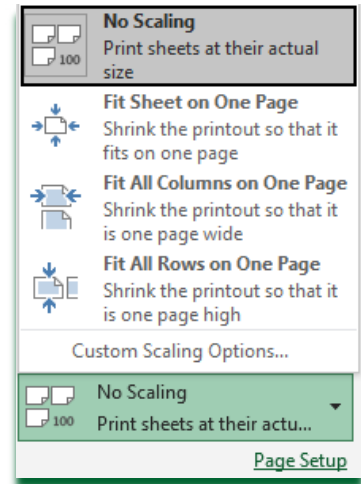 No Scaling
Print sheets at their actual
100
size
Fit Sheet on One Page
Shrink the printout so that it
fits on one page
Fit All Columns on One Page
Shrink the printout so that it
is one page wide
Fit All Rows on One Page
Shrink the printout so that it
is one page high
Custom Scaling Options...
No Scaling
100 Print sheets at their actu...
Page Setup